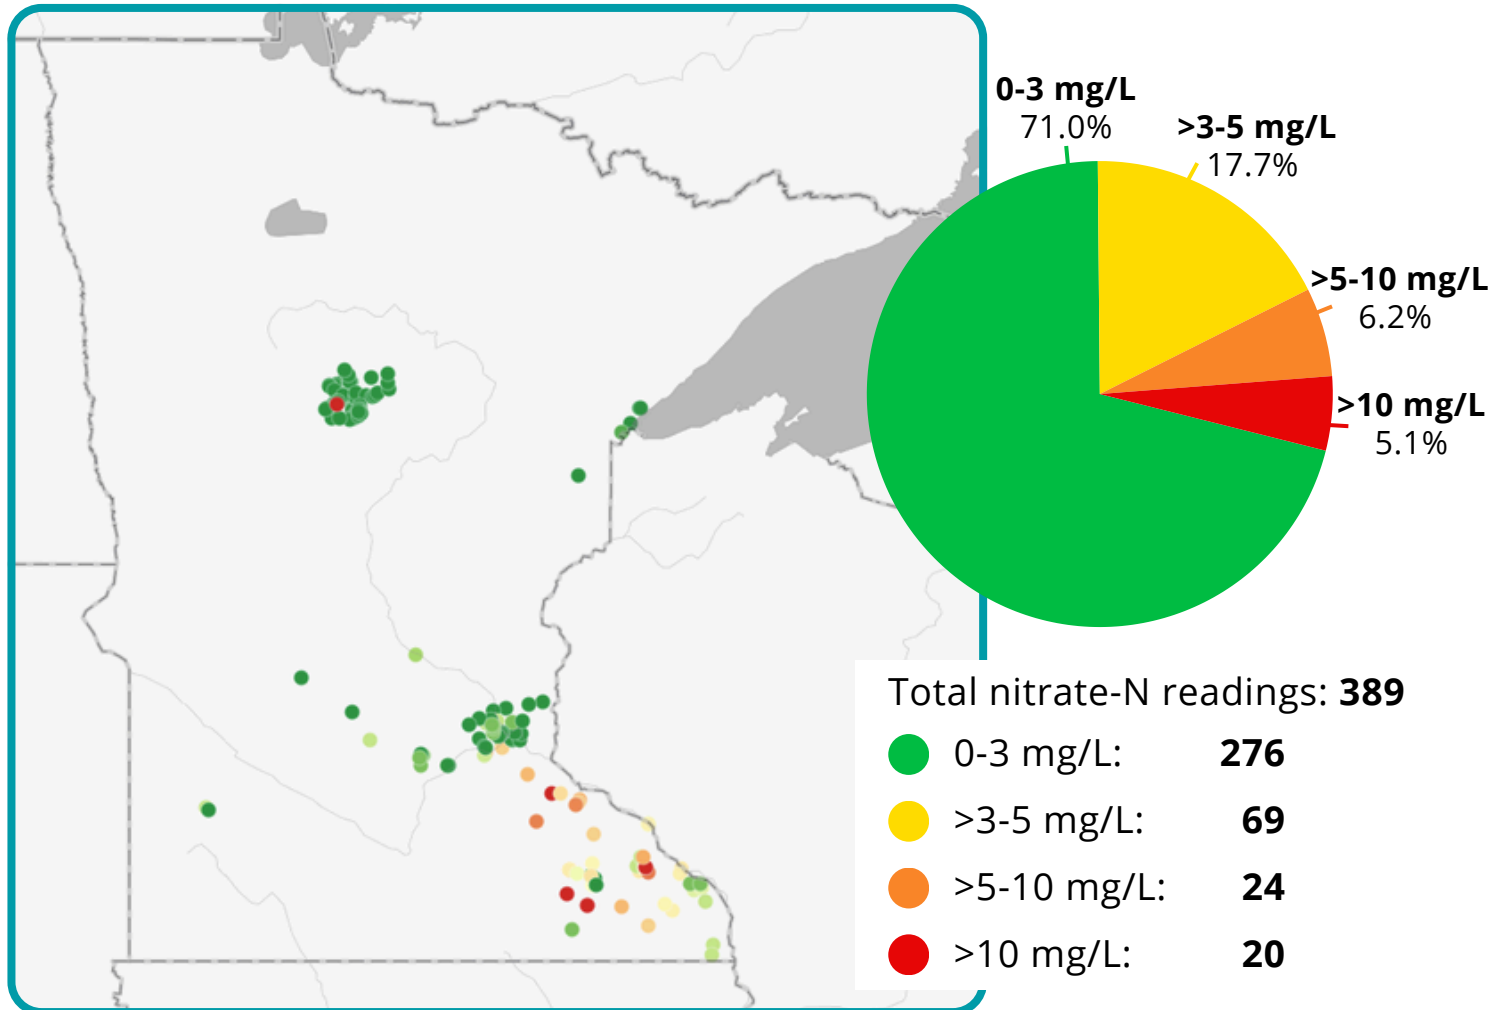 0-3 mg/L
71.0%
>3-5 mg/L
17.7%
>5-10 mg/L
6.2%
>10 mg/L
5.1%
Total nitrate-N readings: 389
0-3 mg/L: 276
>3-5 mg/L: 69
>5-10 mg/L: 24
>10 mg/L: 20